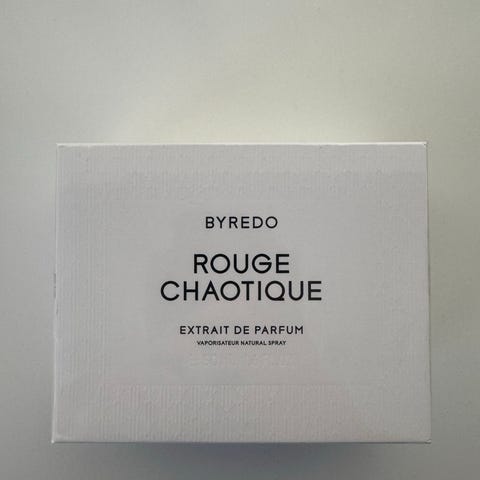 BYREDO
ROUGE
CHAOTIQUE
EXTRAIT DE PARFUM
VAPORISATEUR NATURAL SPRAY